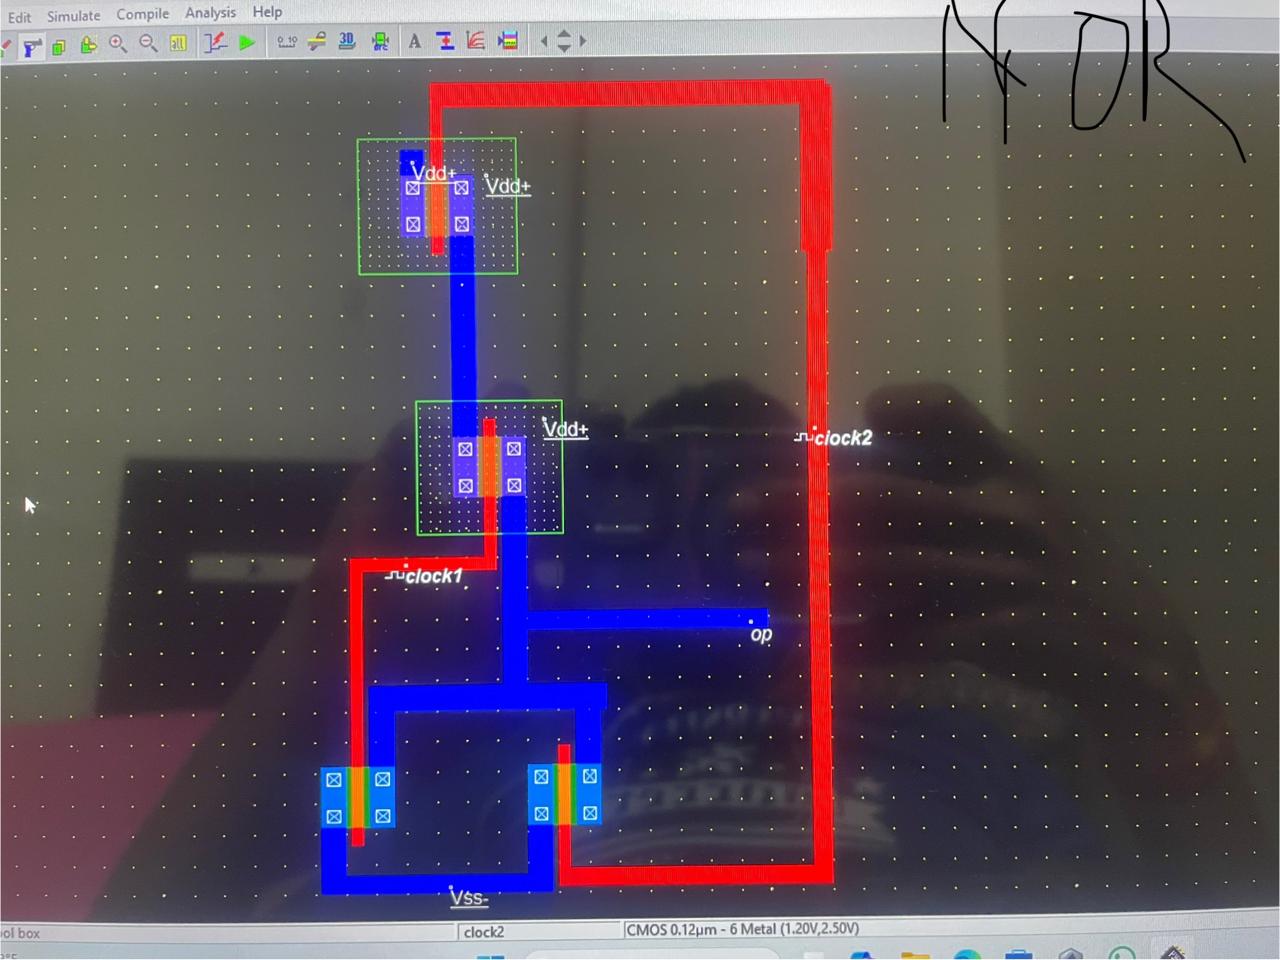 Edit Simulate Compile Analysis Help
NOR
Vdd+
Vdd+
Vdd+
clock2
clock1
op
Vss-
ool box
clock2
CMOS 0.12µm - 6 Metal (1.20V,2.50V)